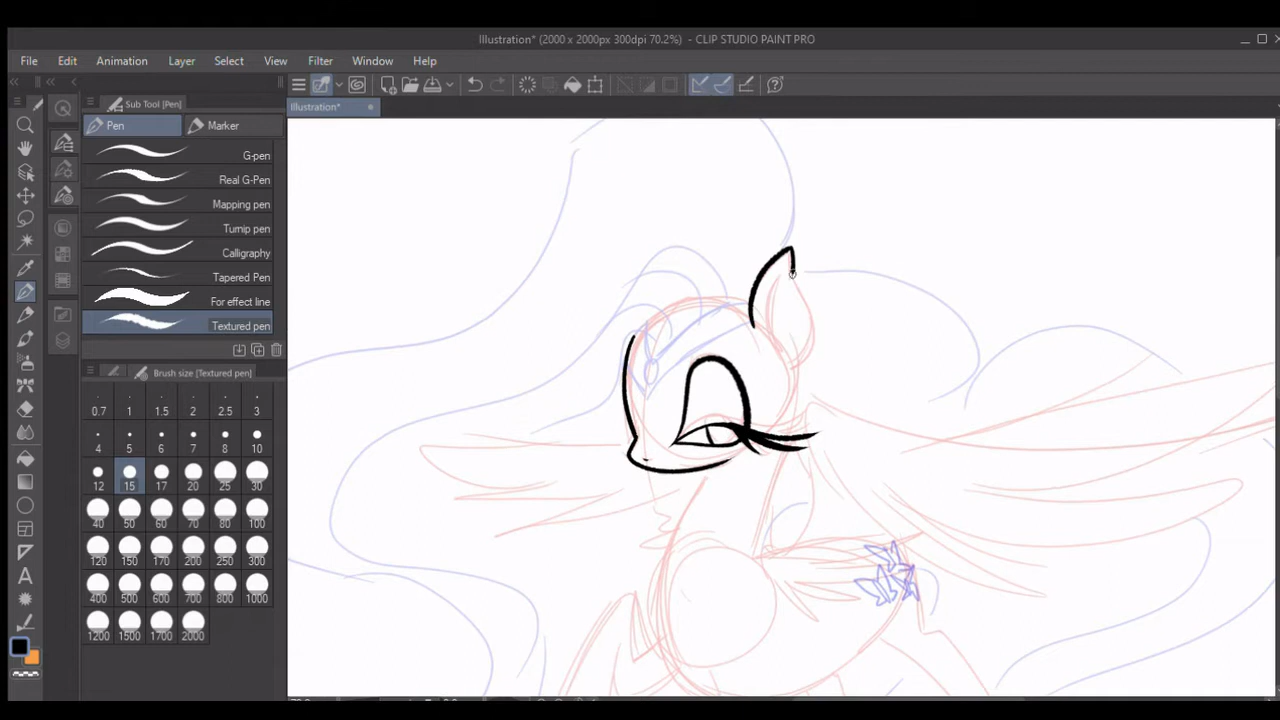 Illustration* (2000 x 2000px 300dpi 70.2%) - CLIP STUDIO PAINT PRO
File Edit Animation Layer Select View Filter Window Help
Sub Tool [Pen]
Illustration*
Pen Marker
G-pen
Real G-Pen
Mapping pen
Turnip pen
Calligraphy
Tapered Pen
For effect line
Textured pen
Brush size [Textured pen]
0.7 1 1.5 2 2.5 3
4 5 6 7 8 10
12 15 17 20 25 30
40 50 60 70 80 100
120 150 170 200 250 300
400 500 600 700 800 1000
1200 1500 1700 2000